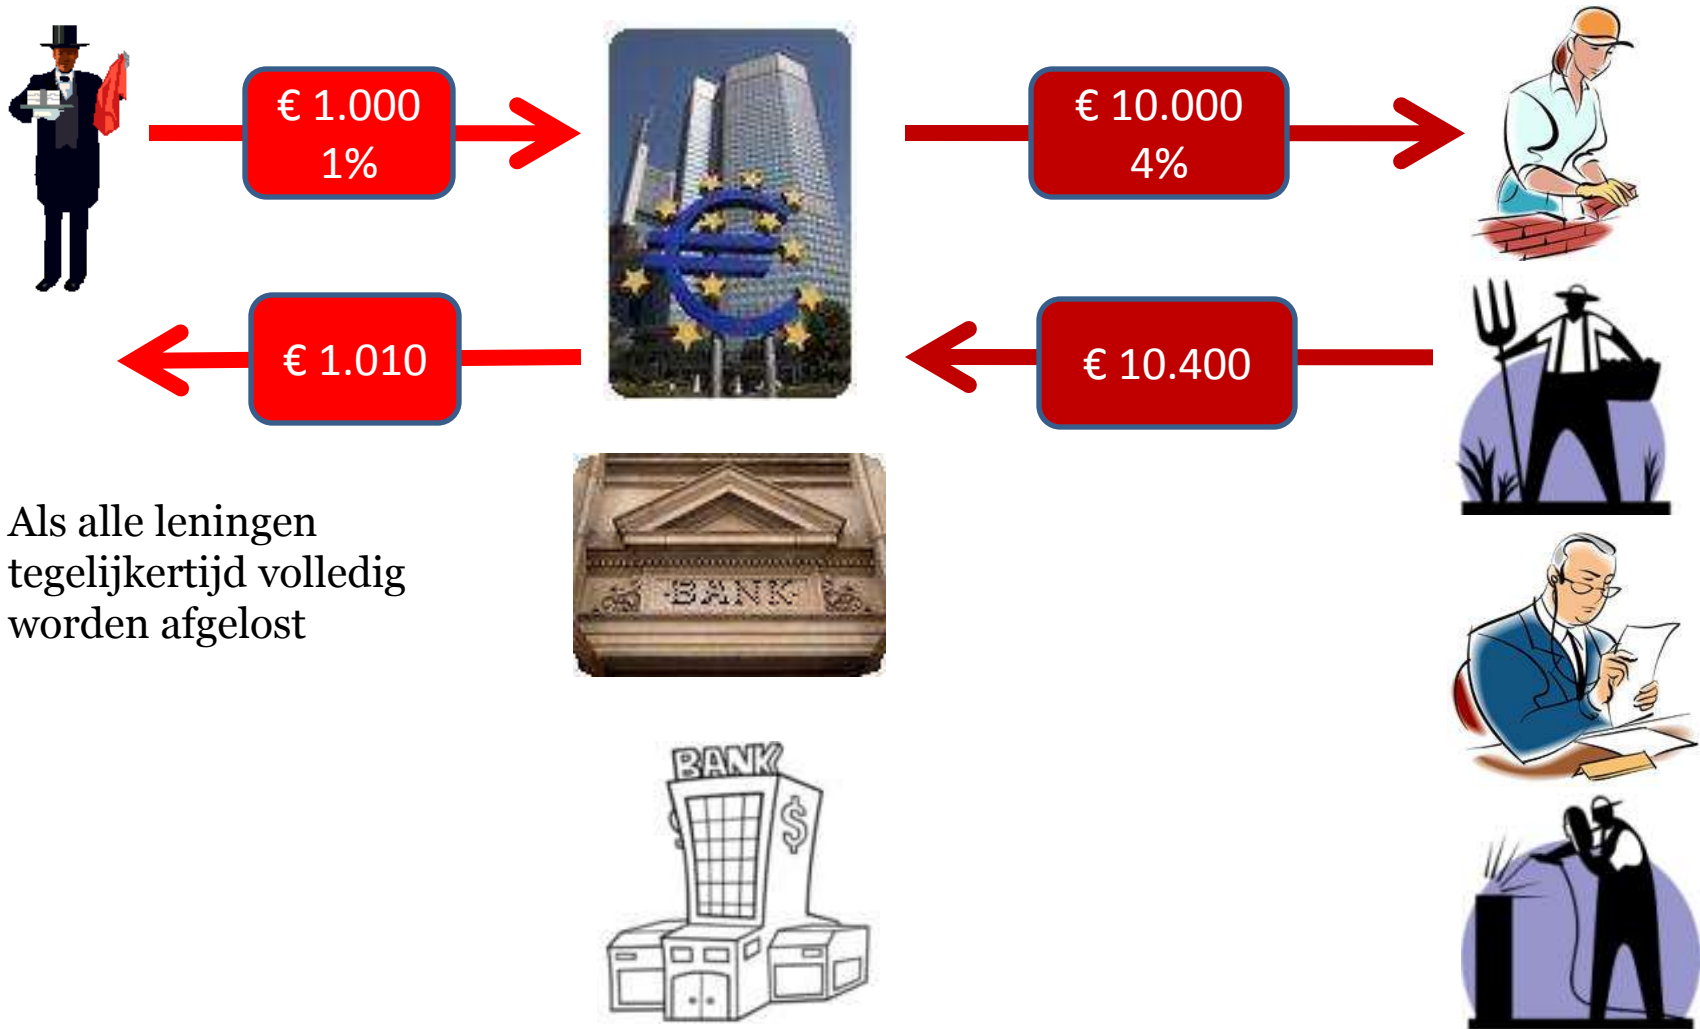 € 1.000
1%
€ 10.000
4%
€ 1.010
€ 10.400
Als alle leningen
tegelijkertijd volledig
worden afgelost
BANK
BANK
$